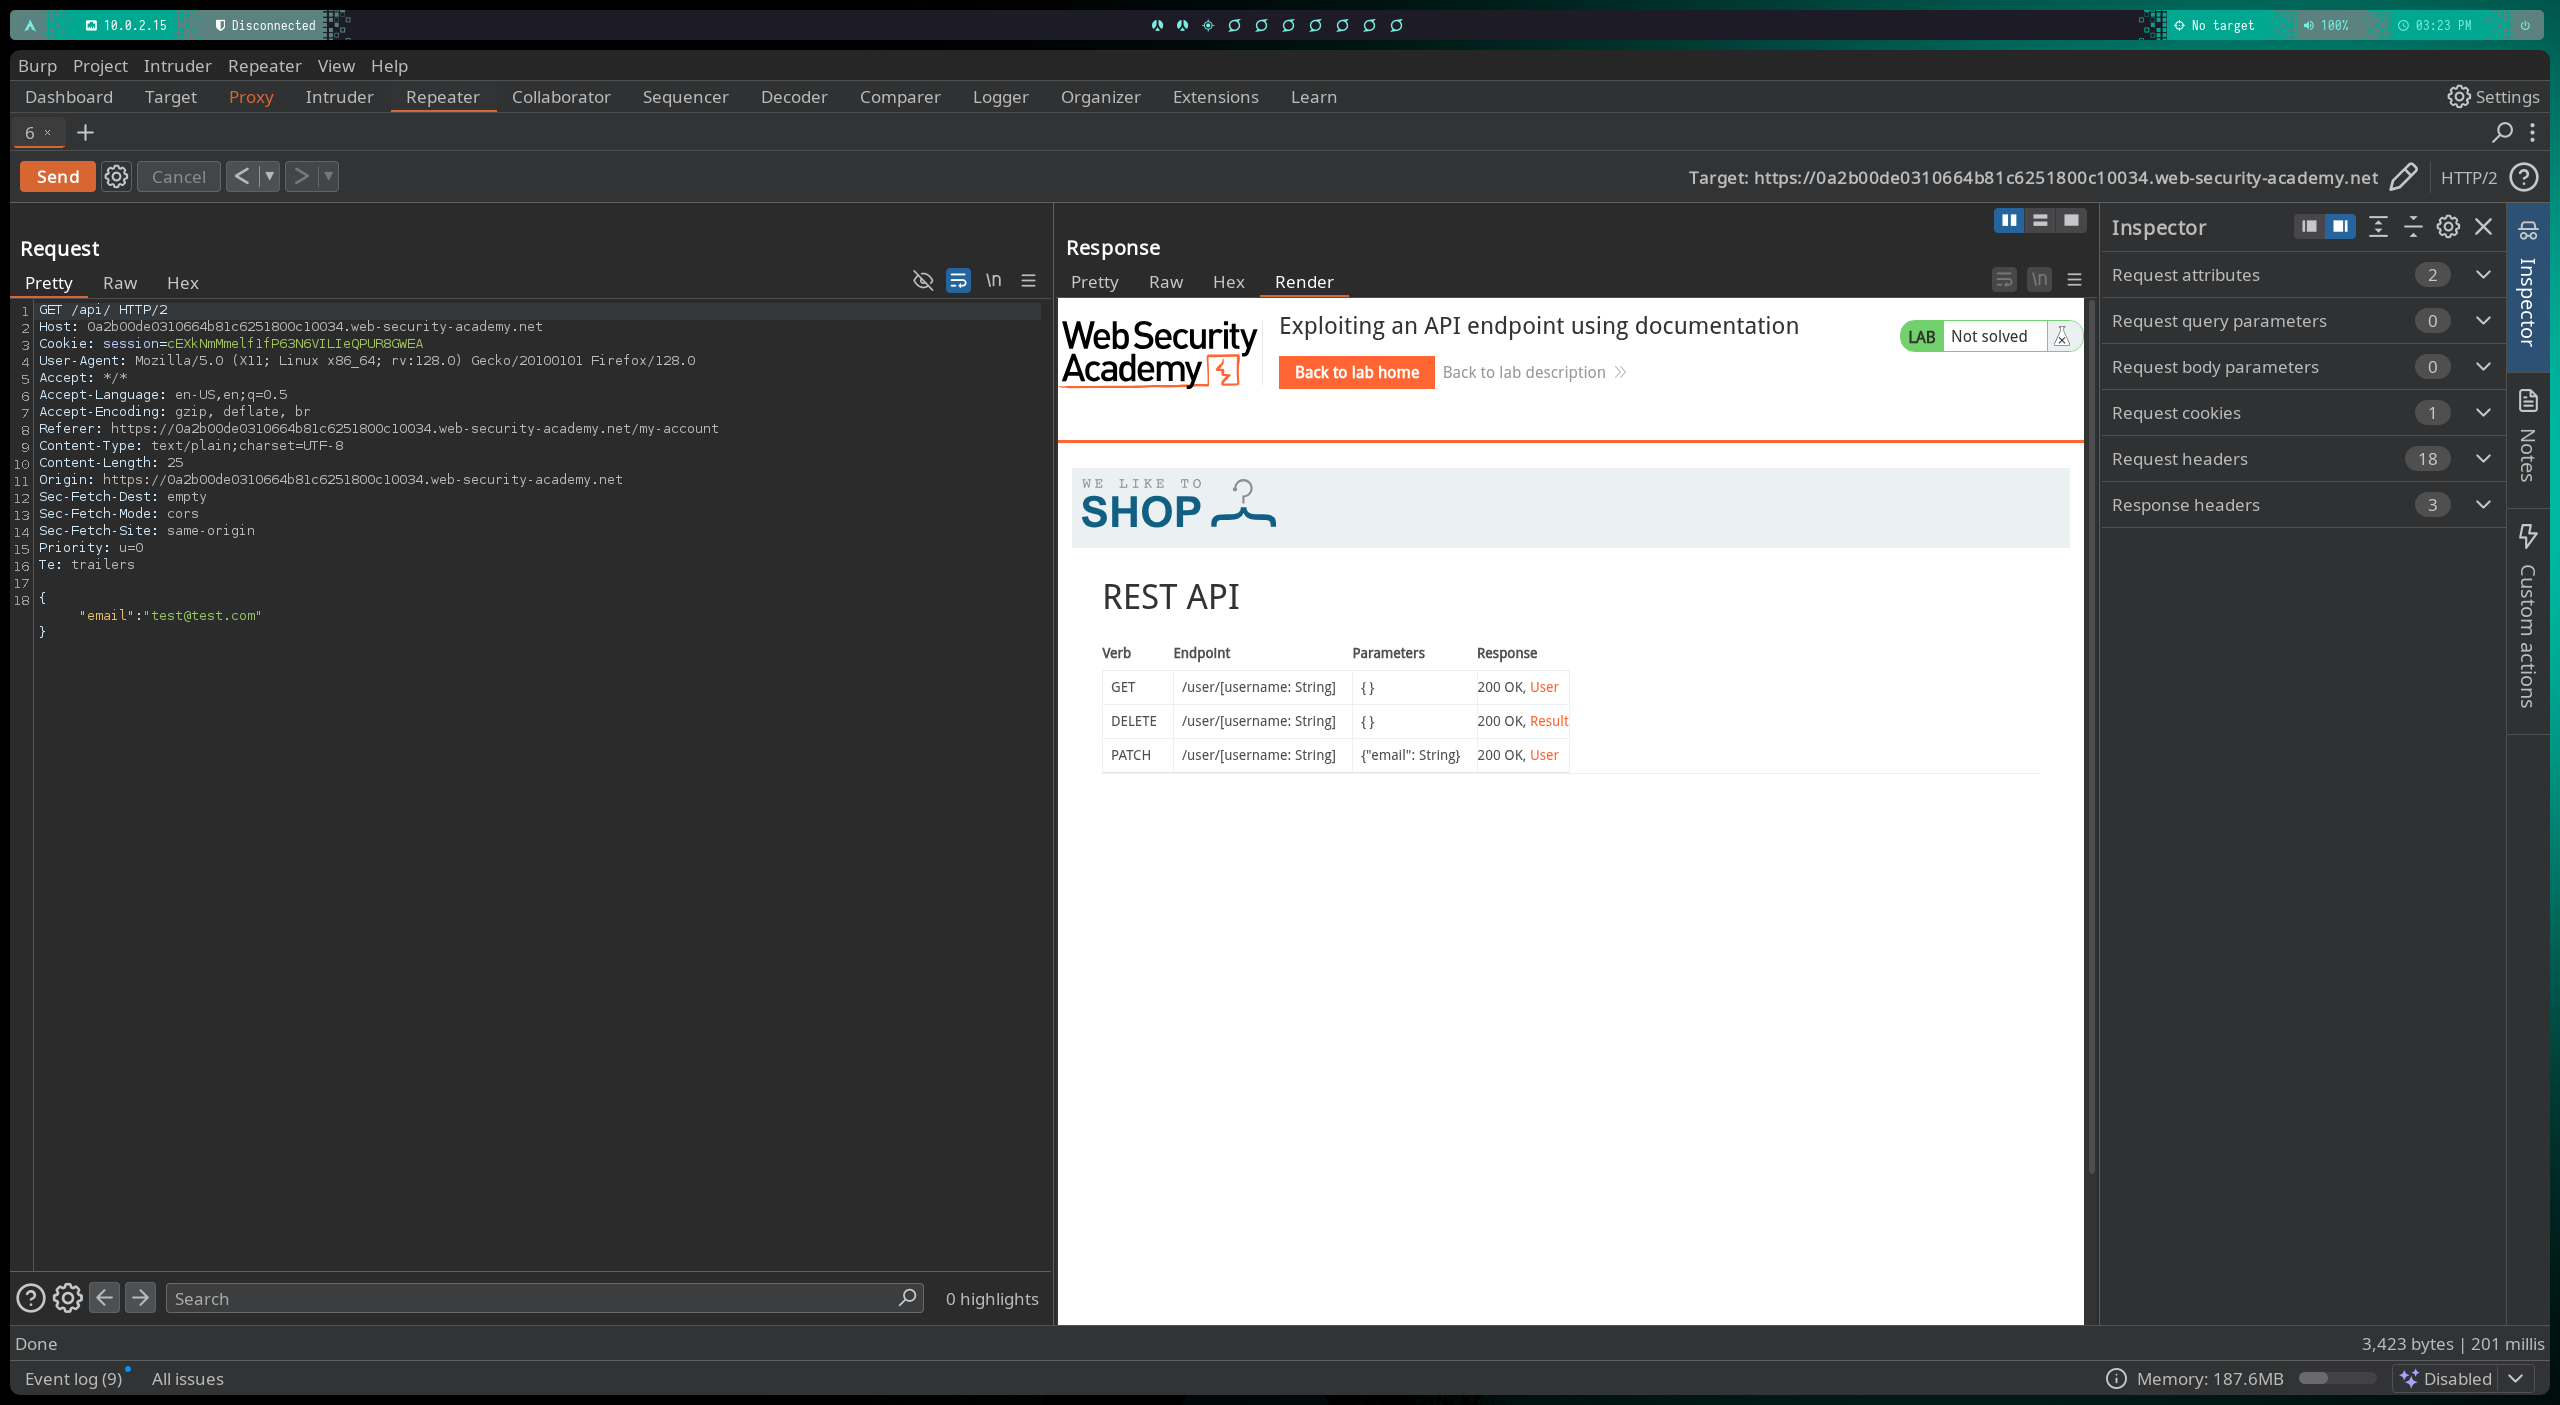 10.0.2.15 Disconnected No target 100% 03:23 PM
Burp Project Intruder Repeater View Help
Dashboard Target Proxy Intruder Repeater Collaborator Sequencer Decoder Comparer Logger Organizer Extensions Learn Settings
6 × +
Send Cancel < > Target: https://0a2b00de0310664b81c6251800c10034.web-security-academy.net HTTP/2
Request
Pretty Raw Hex \n
1 GET /api/ HTTP/2
2 Host: 0a2b00de0310664b81c6251800c10034.web-security-academy.net
3 Cookie: session=cEXkNmMmelf1fP63N6VILIeQPUR8GWEA
4 User-Agent: Mozilla/5.0 (X11; Linux x86_64; rv:128.0) Gecko/20100101 Firefox/128.0
5 Accept: */*
6 Accept-Language: en-US,en;q=0.5
7 Accept-Encoding: gzip, deflate, br
8 Referer: https://0a2b00de0310664b81c6251800c10034.web-security-academy.net/my-account
9 Content-Type: text/plain;charset=UTF-8
10 Content-Length: 25
11 Origin: https://0a2b00de0310664b81c6251800c10034.web-security-academy.net
12 Sec-Fetch-Dest: empty
13 Sec-Fetch-Mode: cors
14 Sec-Fetch-Site: same-origin
15 Priority: u=0
16 Te: trailers
17
18 {
"email":"test@test.com"
}
Search 0 highlights
Response
Pretty Raw Hex Render \n
Web Security
Academy
Exploiting an API endpoint using documentation
Back to lab home Back to lab description
LAB Not solved
WE LIKE TO
SHOP
REST API
Verb Endpoint Parameters Response
GET /user/[username: String] { } 200 OK, User
DELETE /user/[username: String] { } 200 OK, Result
PATCH /user/[username: String] {"email": String} 200 OK, User
Inspector
Request attributes 2
Request query parameters 0
Request body parameters 0
Request cookies 1
Request headers 18
Response headers 3
Inspector
Notes
Custom actions
Done 3,423 bytes | 201 millis
Event log (9) All issues Memory: 187.6MB Disabled